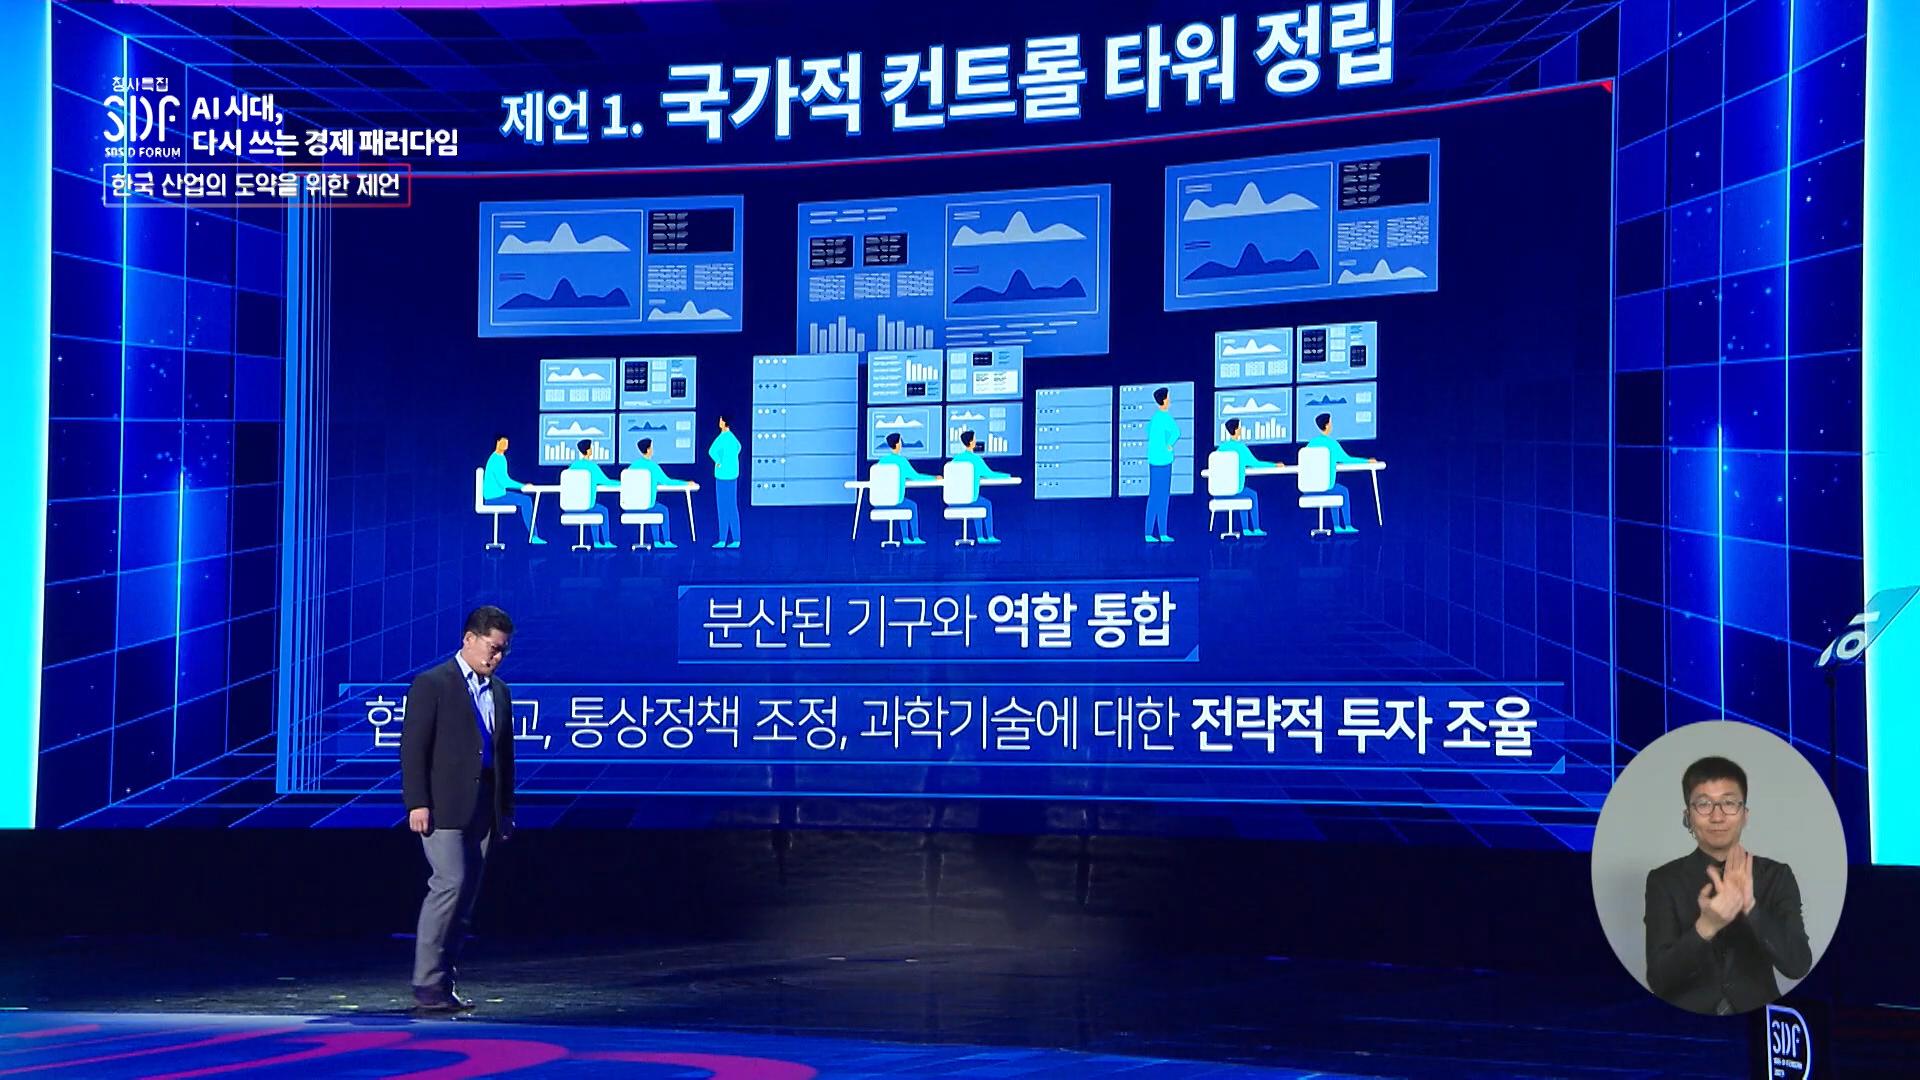 창사특집
SDF
SBS D FORUM
AI 시대,
다시 쓰는 경제 패러다임
한국 산업의 도약을 위한 제언
제언 1. 국가적 컨트롤 타워 정립
분산된 기구와 역할 통합
고, 통상정책 조정, 과학기술에 대한 전략적 투자 조율
SDF